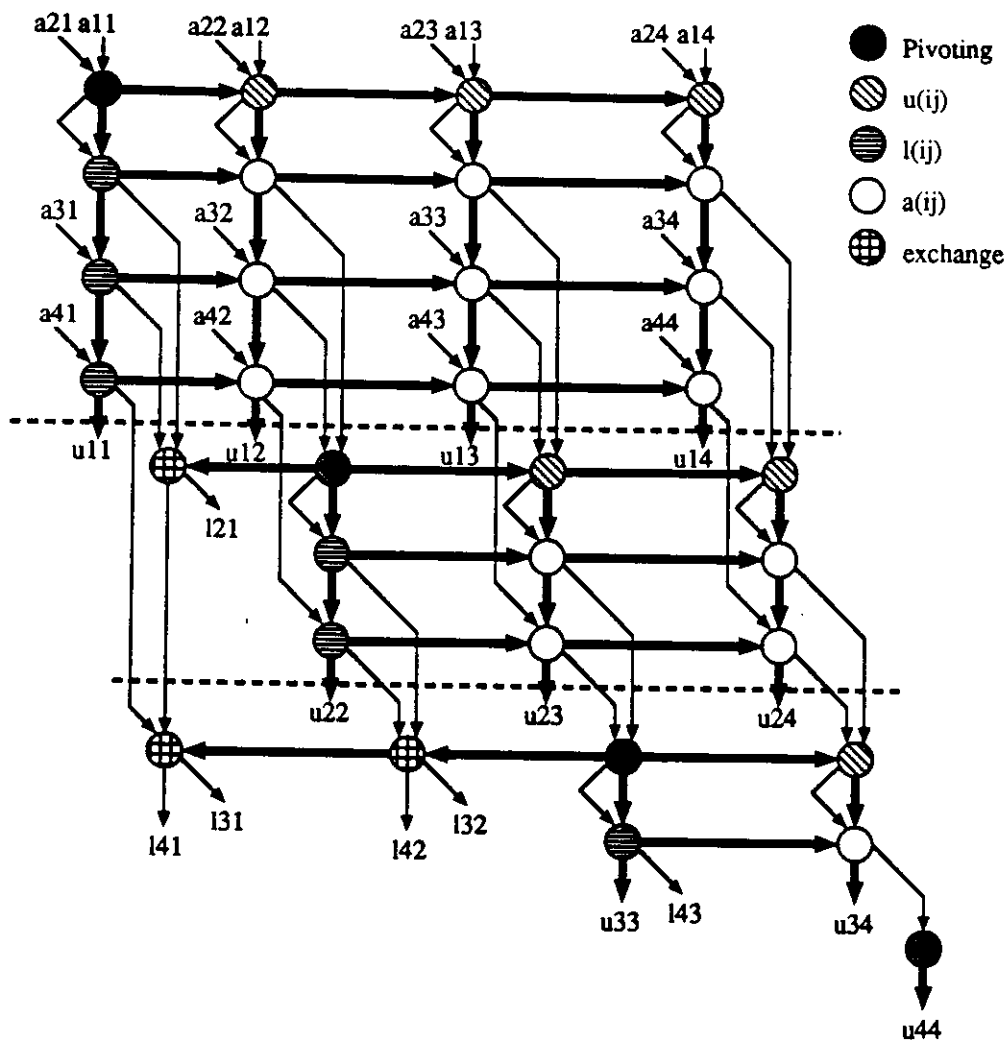 a21 a11 a22 a12 a23 a13 a24 a14
Pivoting
u(ij)
l(ij)
a(ij)
exchange
a31 a32 a33 a34
a41 a42 a43 a44
u11 u12 u13 u14
l21
u22 u23 u24
l41 l31 l42 l32
u33 l43 u34
u44